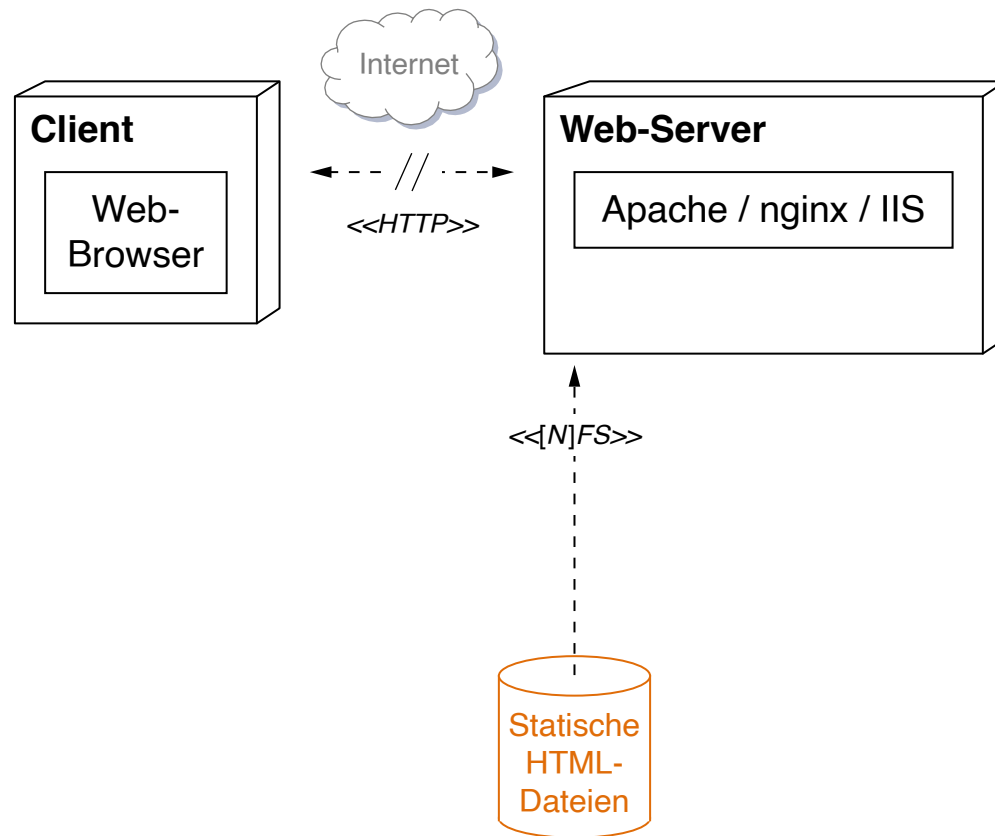 Internet
Client
Web-Server
Web-
Browser
Apache / nginx / IIS
<<HTTP>>
<<[N]FS>>
Statische
HTML-
Dateien